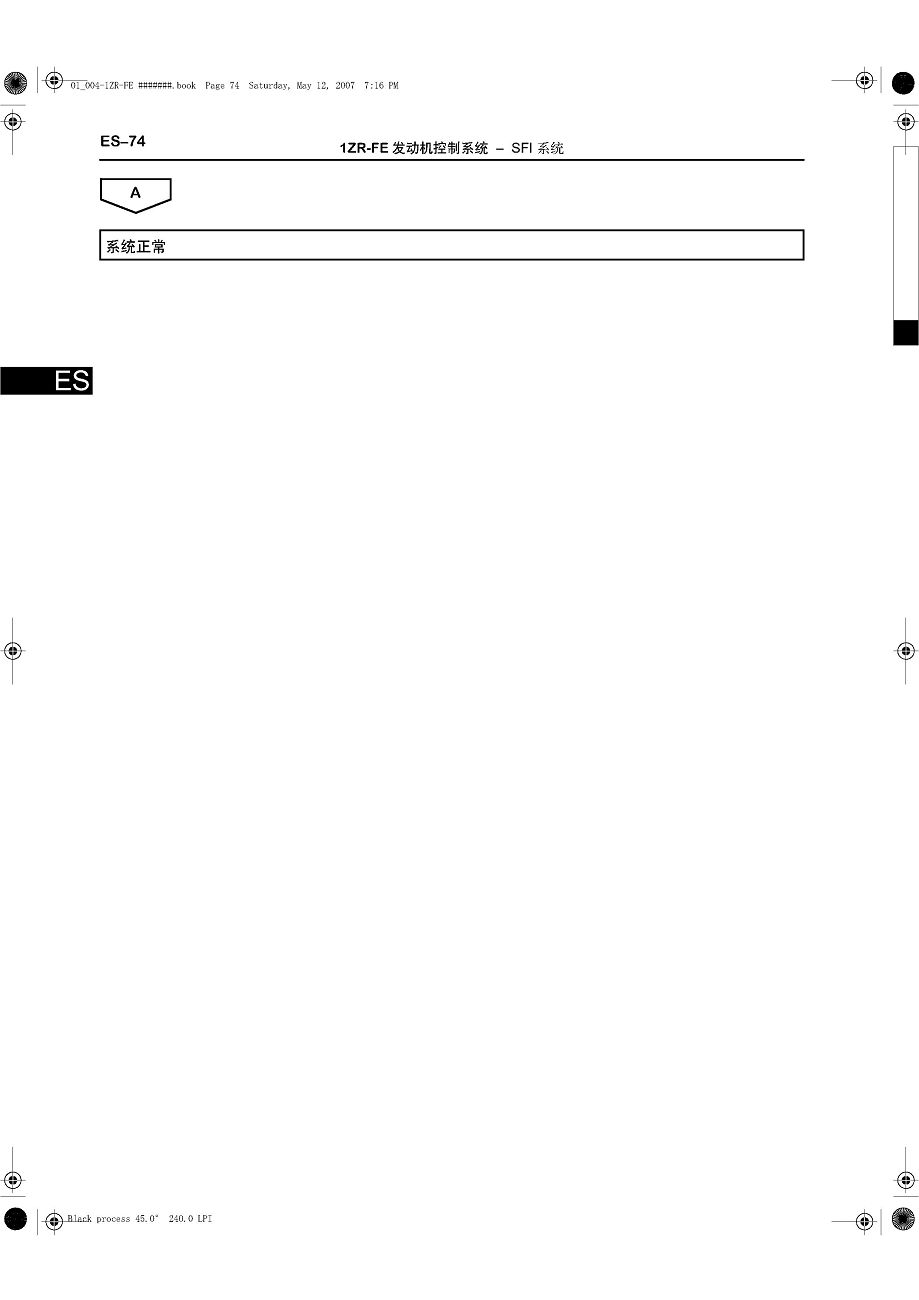 01_004-1ZR-FE #######.book Page 74 Saturday, May 12, 2007 7:16 PM
ES–74
1ZR-FE 发动机控制系统 – SFI 系统
A
系统正常
ES
Black process 45.0° 240.0 LPI